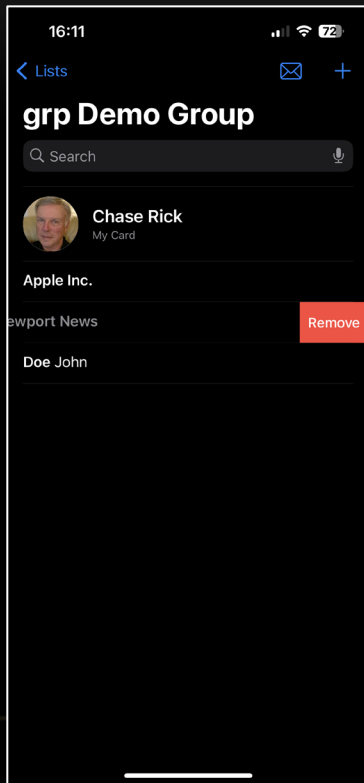 16:11
72
Lists
grp Demo Group
Search
Chase Rick
My Card
Apple Inc.
ewport News
Remove
Doe John